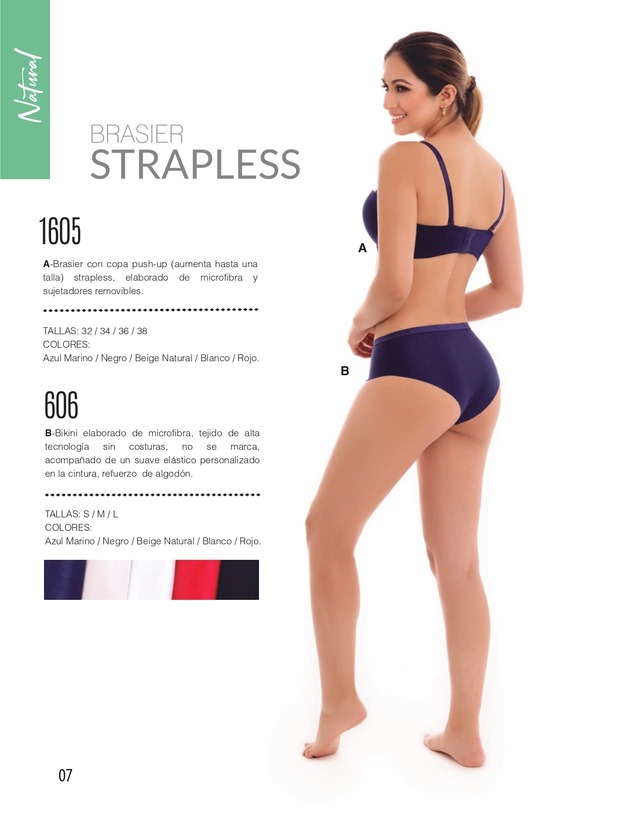 Natural
BRASIER
STRAPLESS
1605
A-Brasier con copa push-up (aumenta hasta una
talla) strapless, elaborado de microfibra y
sujetadores removibles.
TALLAS: 32 / 34 / 36 / 38
COLORES:
Azul Marino / Negro / Beige Natural / Blanco / Rojo.
606
B-Bikini elaborado de microfibra, tejido de alta
tecnología sin costuras, no se marca,
acompañado de un suave elástico personalizado
en la cintura, refuerzo de algodón.
TALLAS: S / M / L
COLORES:
Azul Marino / Negro / Beige Natural / Blanco / Rojo.
A
B
07